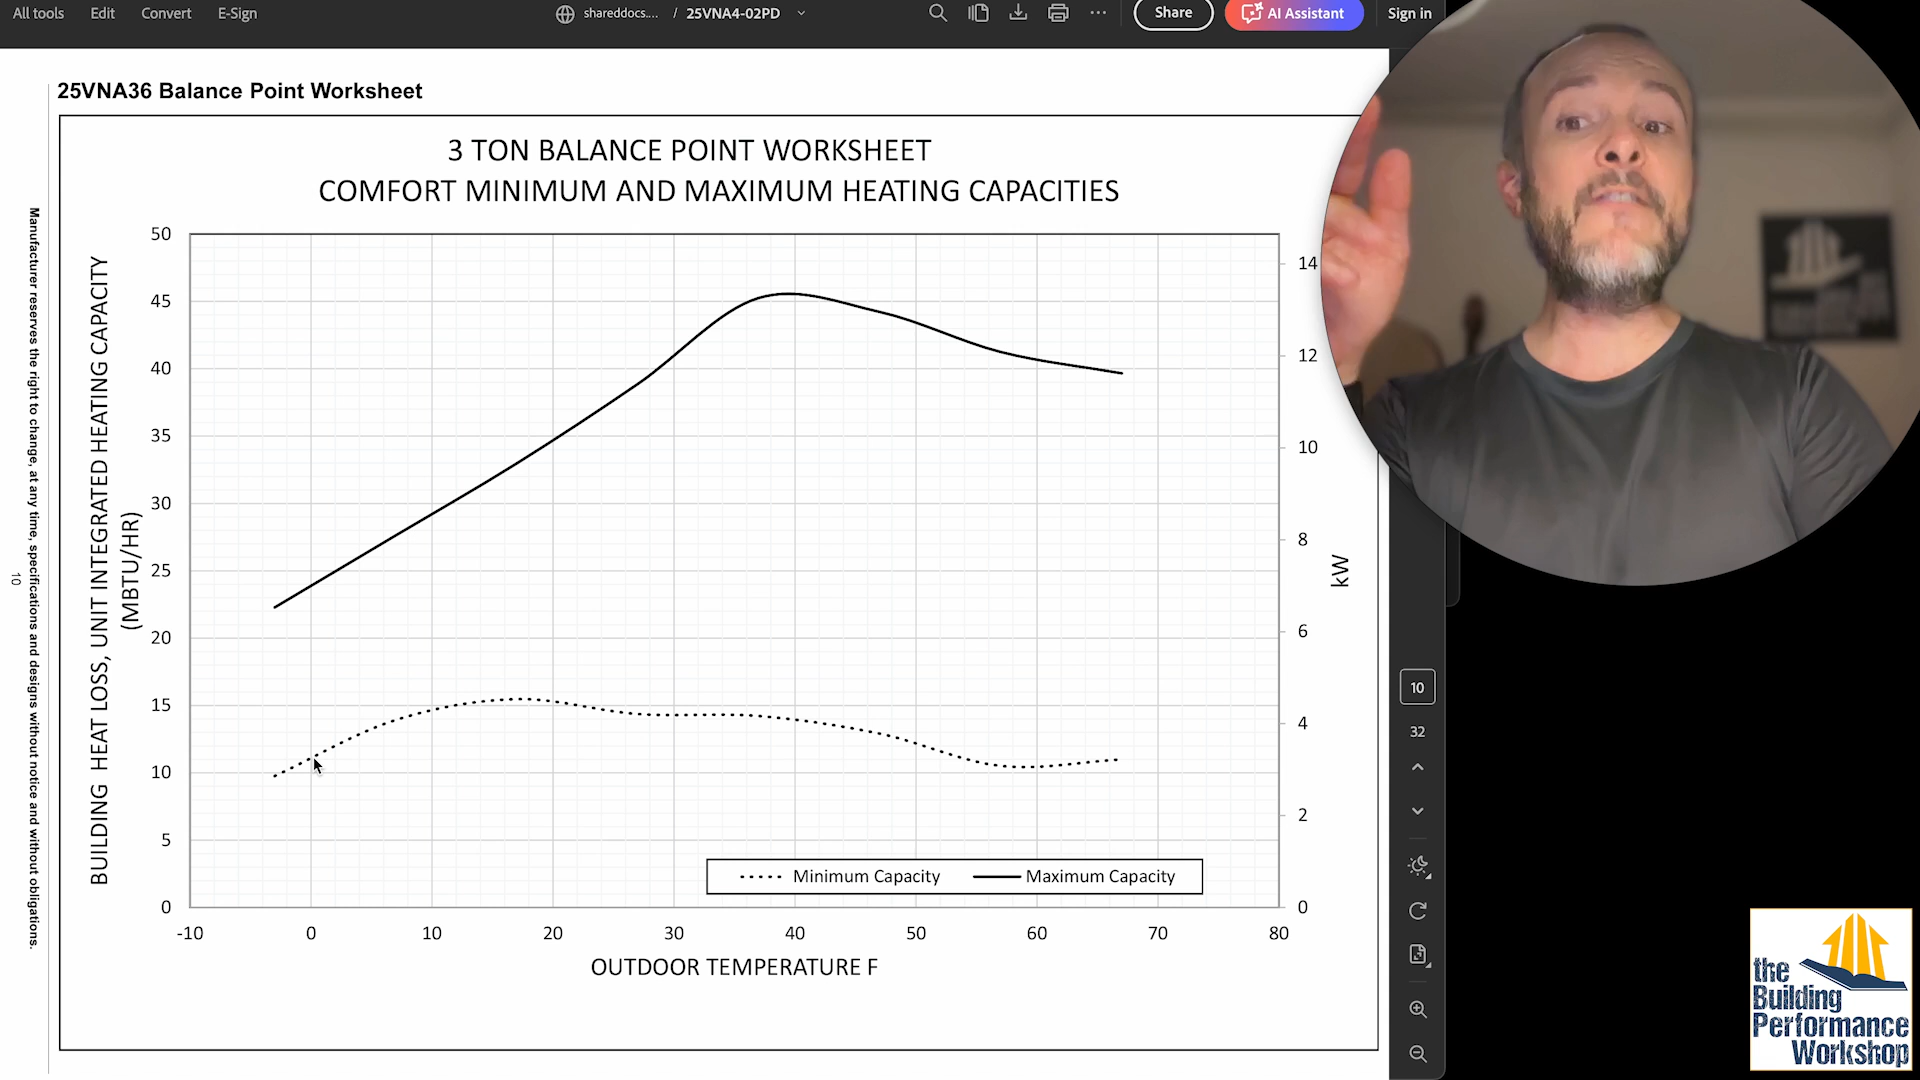 All tools Edit Convert E-Sign shareddocs.... / 25VNA4-02PD ... Share AI Assistant Sign in
25VNA36 Balance Point Worksheet
3 TON BALANCE POINT WORKSHEET
COMFORT MINIMUM AND MAXIMUM HEATING CAPACITIES
BUILDING HEAT LOSS, UNIT INTEGRATED HEATING CAPACITY
(MBTU/HR)
50
45
40
35
30
25
20
15
10
5
0
14
12
10
8
6
4
2
0
kW
Minimum Capacity Maximum Capacity
-10 0 10 20 30 40 50 60 70 80
OUTDOOR TEMPERATURE F
Manufacturer reserves the right to change, at any time, specifications and designs without notice and without obligations.
10
10
32
the
Building
Performance
Workshop